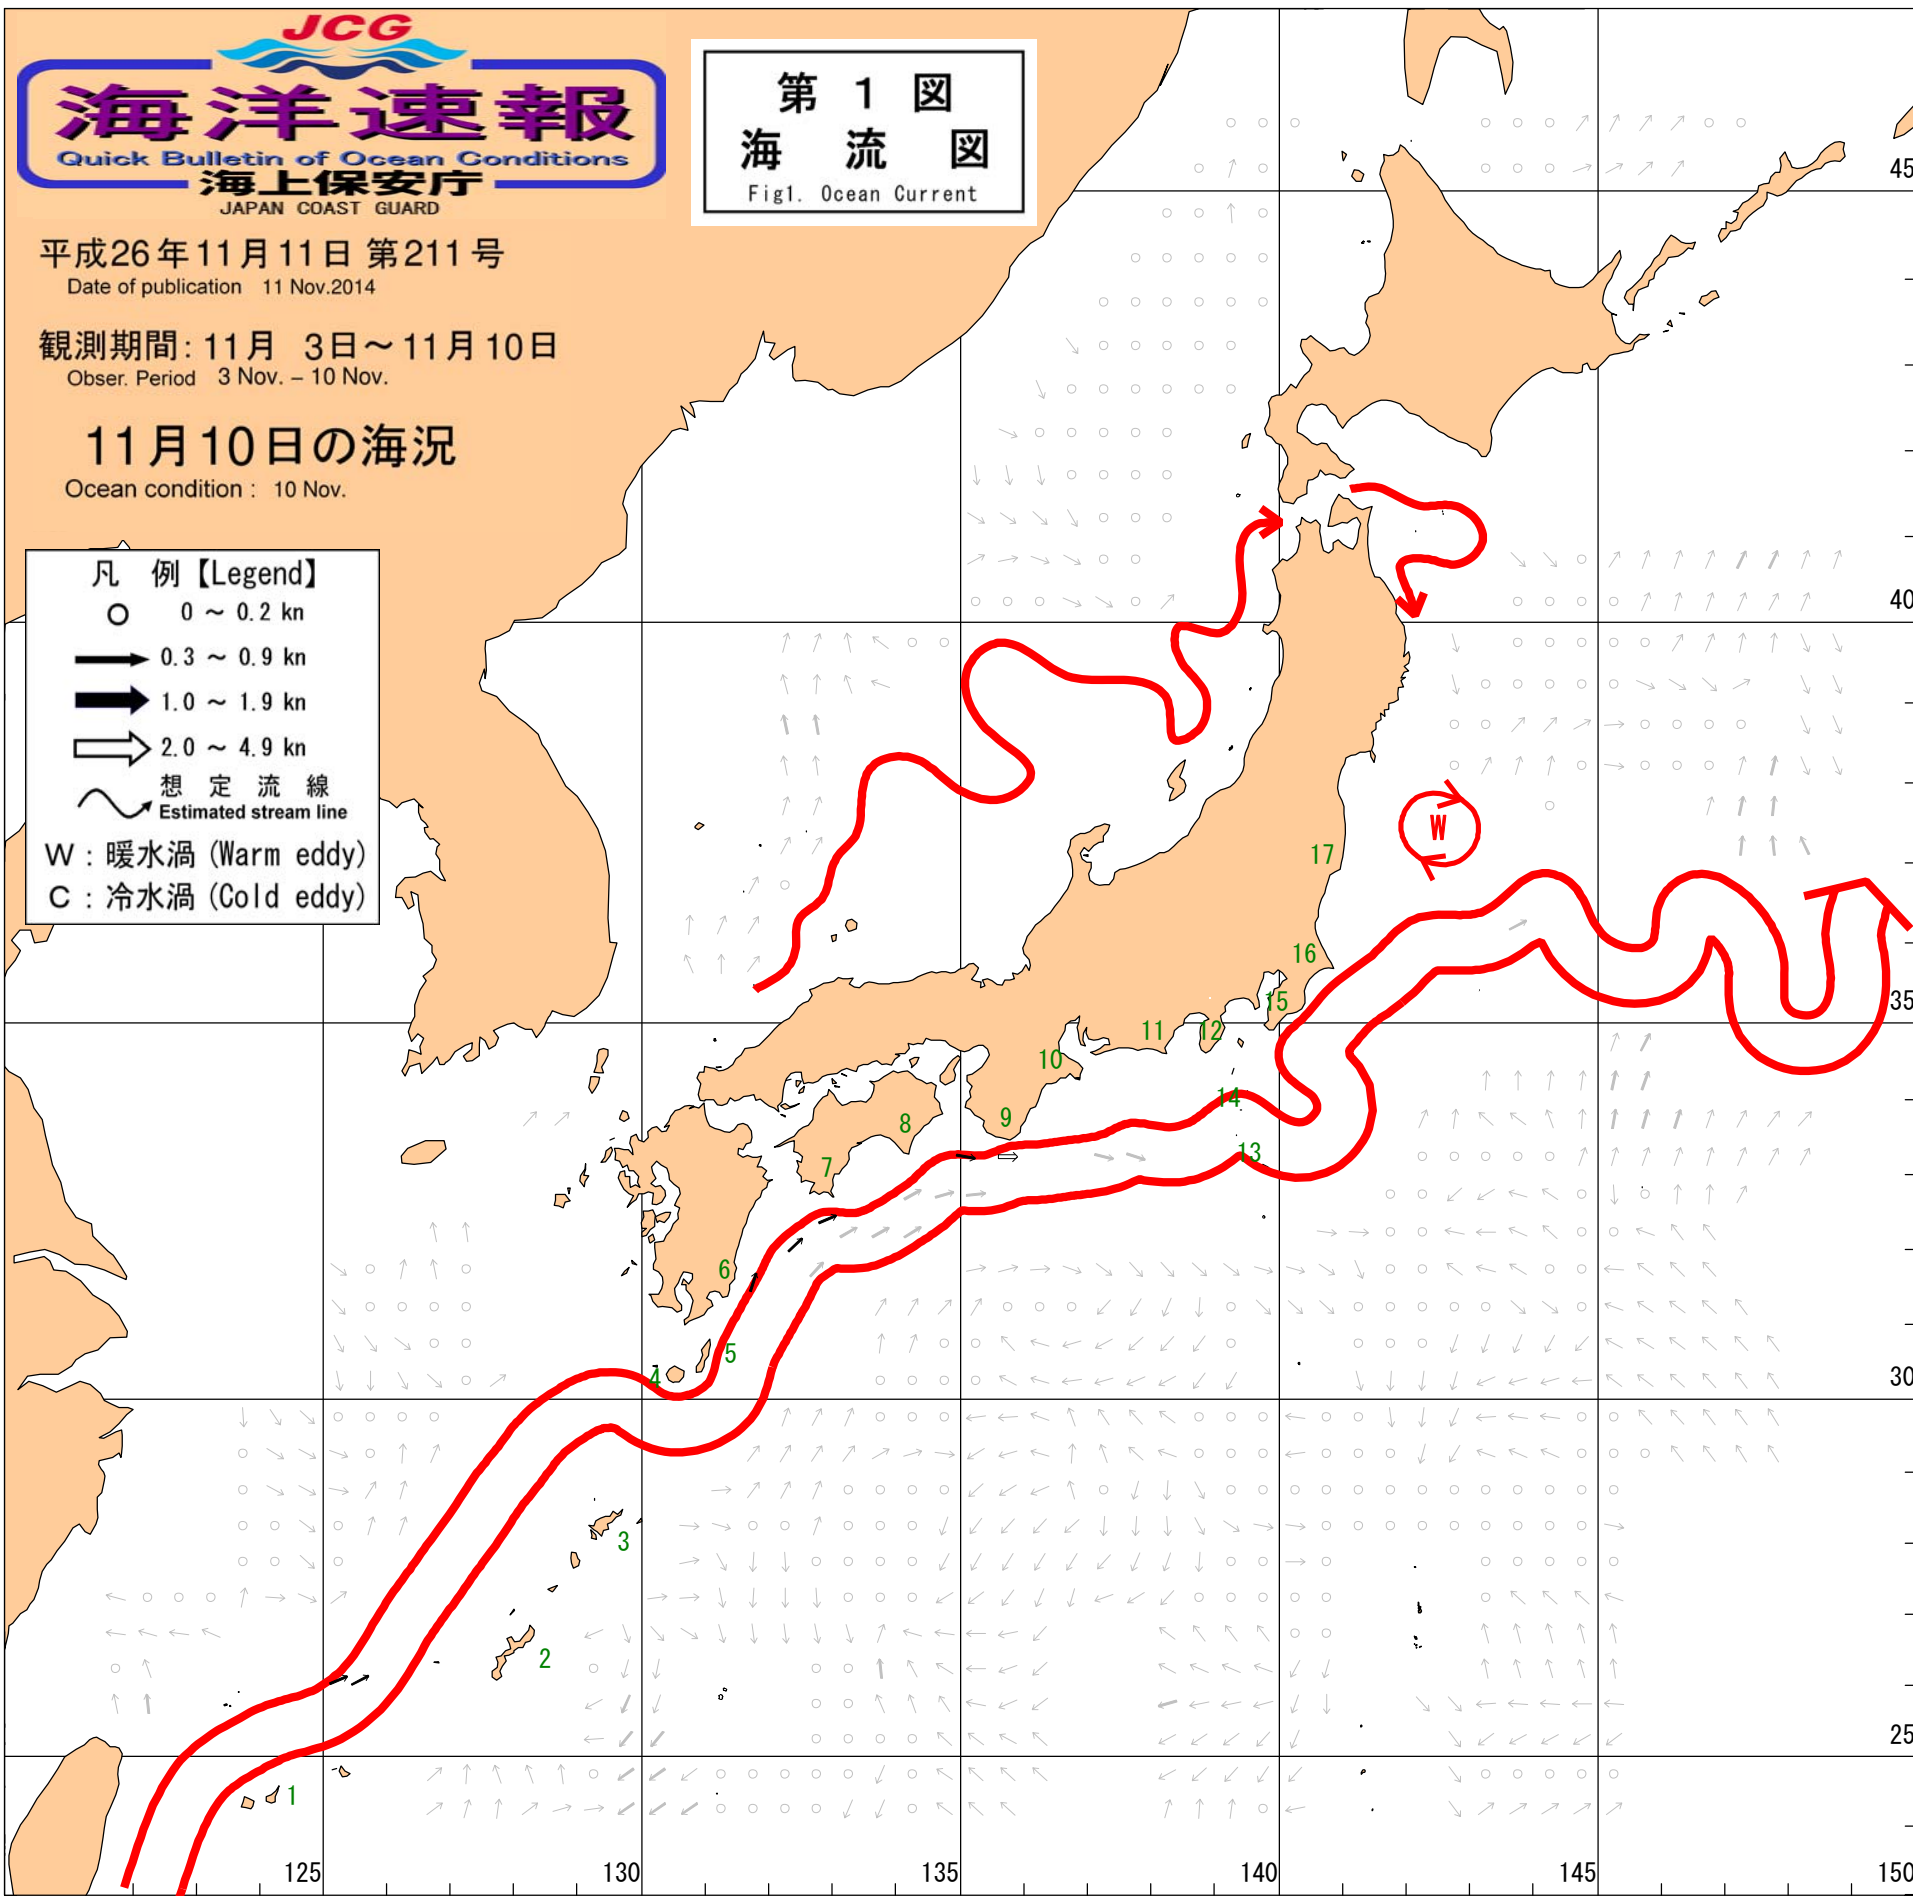 JCG
海洋速報
Quick Bulletin of Ocean Conditions
海上保安庁
JAPAN COAST GUARD
第 1 図
海 流 図
Fig1. Ocean Current
平成26年11月11日 第211号
Date of publication 11 Nov.2014
観測期間: 11月 3日～11月10日
Obser. Period 3 Nov. – 10 Nov.
11月10日の海況
Ocean condition : 10 Nov.
凡 例【Legend】
0 ～ 0.2 kn
0.3 ～ 0.9 kn
1.0 ～ 1.9 kn
2.0 ～ 4.9 kn
想 定 流 線
Estimated stream line
W : 暖水渦 (Warm eddy)
C : 冷水渦 (Cold eddy)
45
40
W
17
16
15
35
11
12
10
14
9
8
13
7
6
5
4
30
3
2
25
1
125
130
135
140
145
150